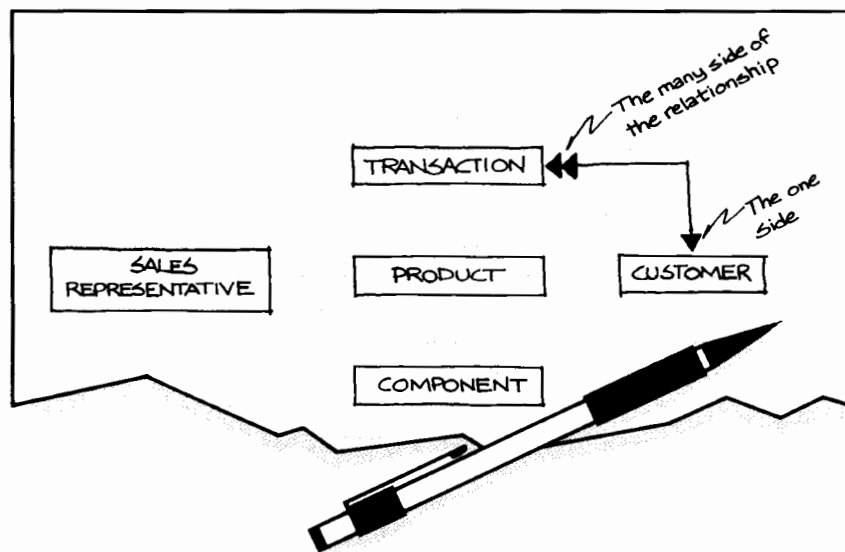 The many side of
the relationship
TRANSACTION
The one
side
SALES
REPRESENTATIVE
PRODUCT
CUSTOMER
COMPONENT